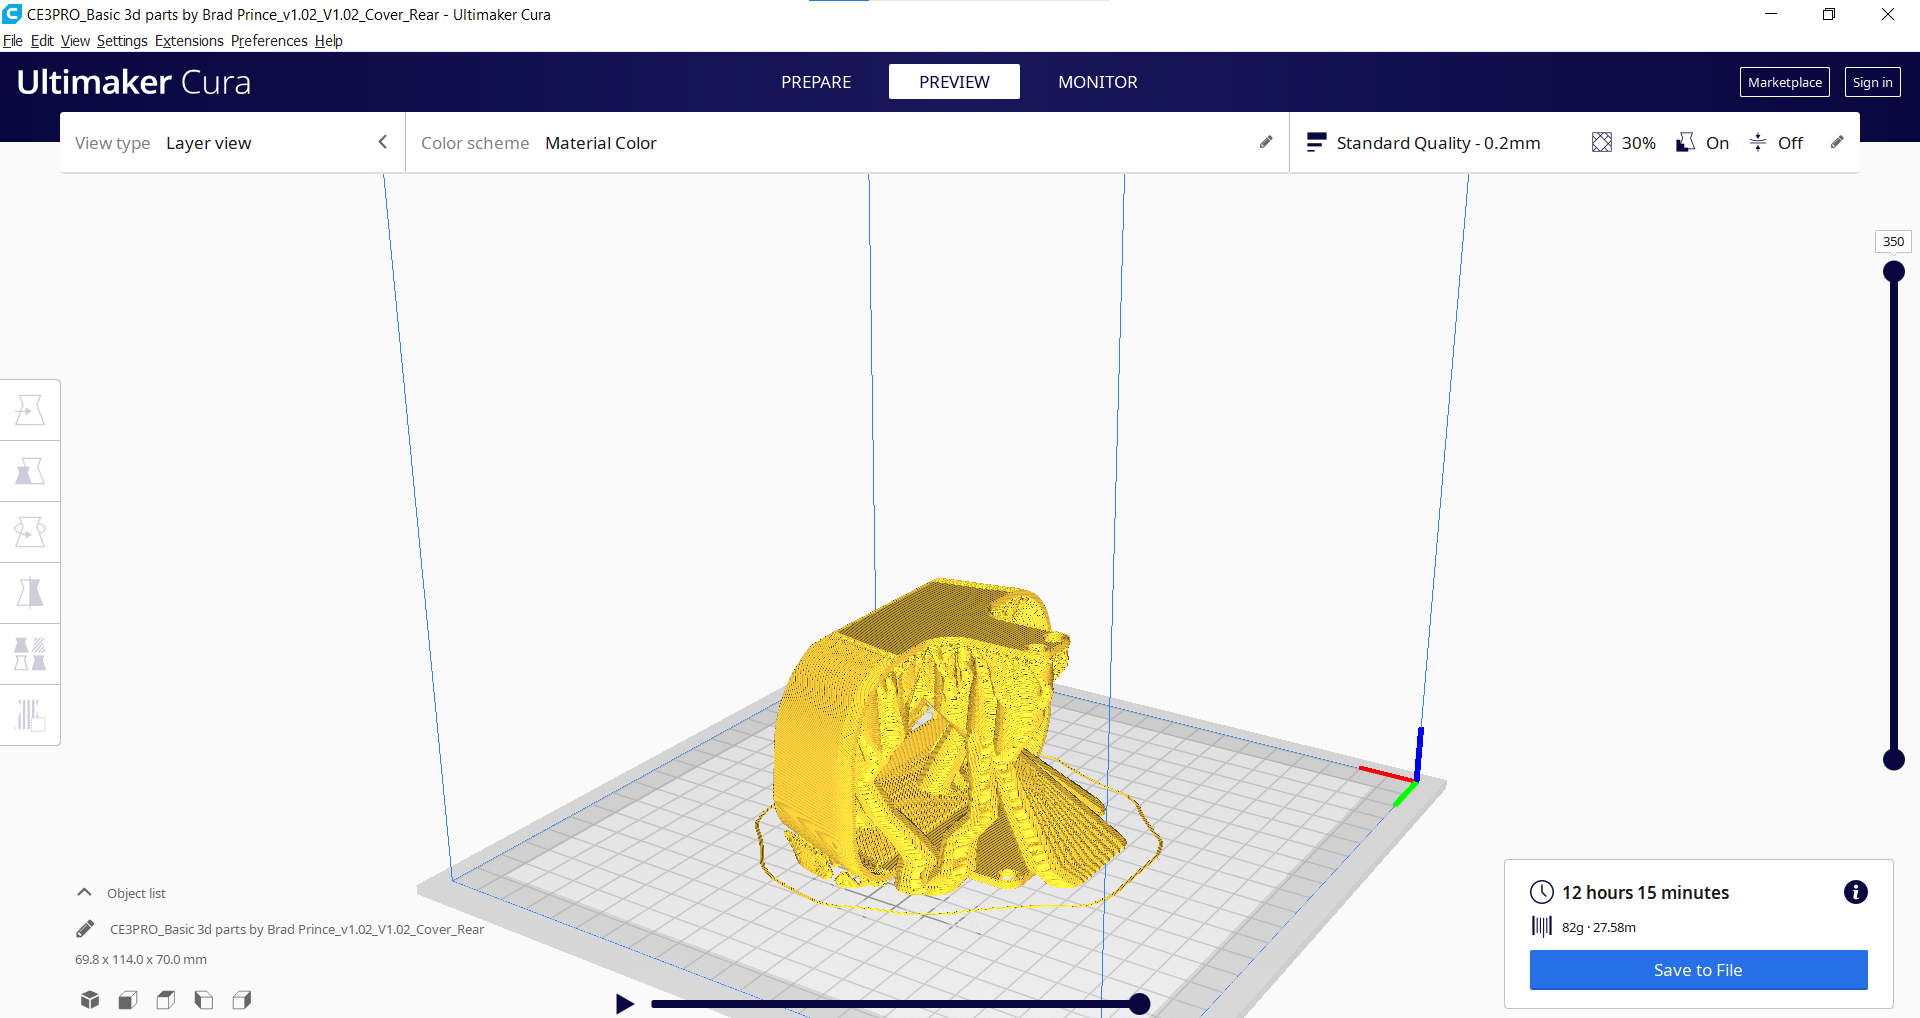 CE3PRO_Basic 3d parts by Brad Prince_v1.02_V1.02_Cover_Rear - Ultimaker Cura
File Edit View Settings Extensions Preferences Help
Ultimaker Cura
PREPARE
PREVIEW
MONITOR
Marketplace
Sign in
View type Layer view
Color scheme Material Color
Standard Quality - 0.2mm
30%
On
Off
350
Object list
CE3PRO_Basic 3d parts by Brad Prince_v1.02_V1.02_Cover_Rear
69.8 x 114.0 x 70.0 mm
12 hours 15 minutes
82g · 27.58m
Save to File